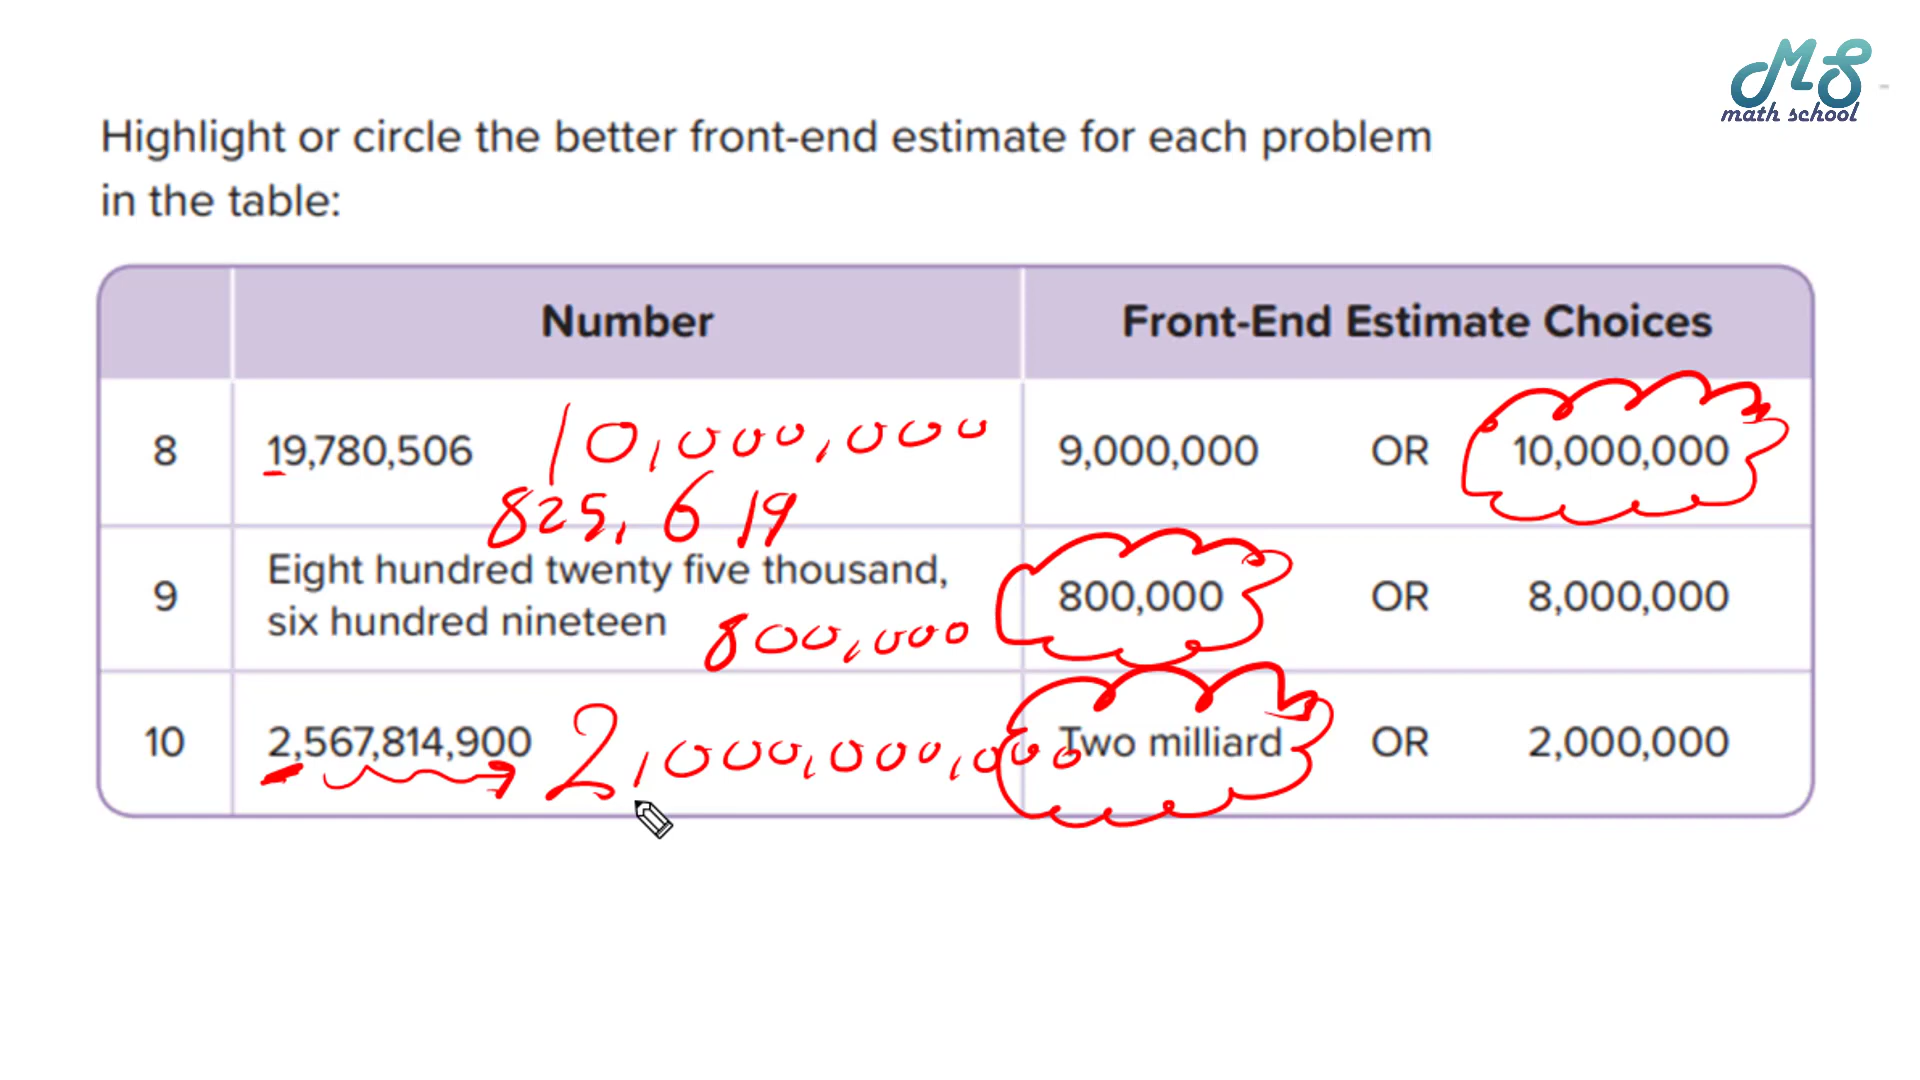 MS
math school
Highlight or circle the better front-end estimate for each problem
in the table:
Number Front-End Estimate Choices
8 19,780,506 10,000,000 9,000,000 OR 10,000,000
825,619
9 Eight hundred twenty five thousand,
six hundred nineteen 800,000 800,000 OR 8,000,000
10 2,567,814,900 2,000,000,000 Two milliard OR 2,000,000